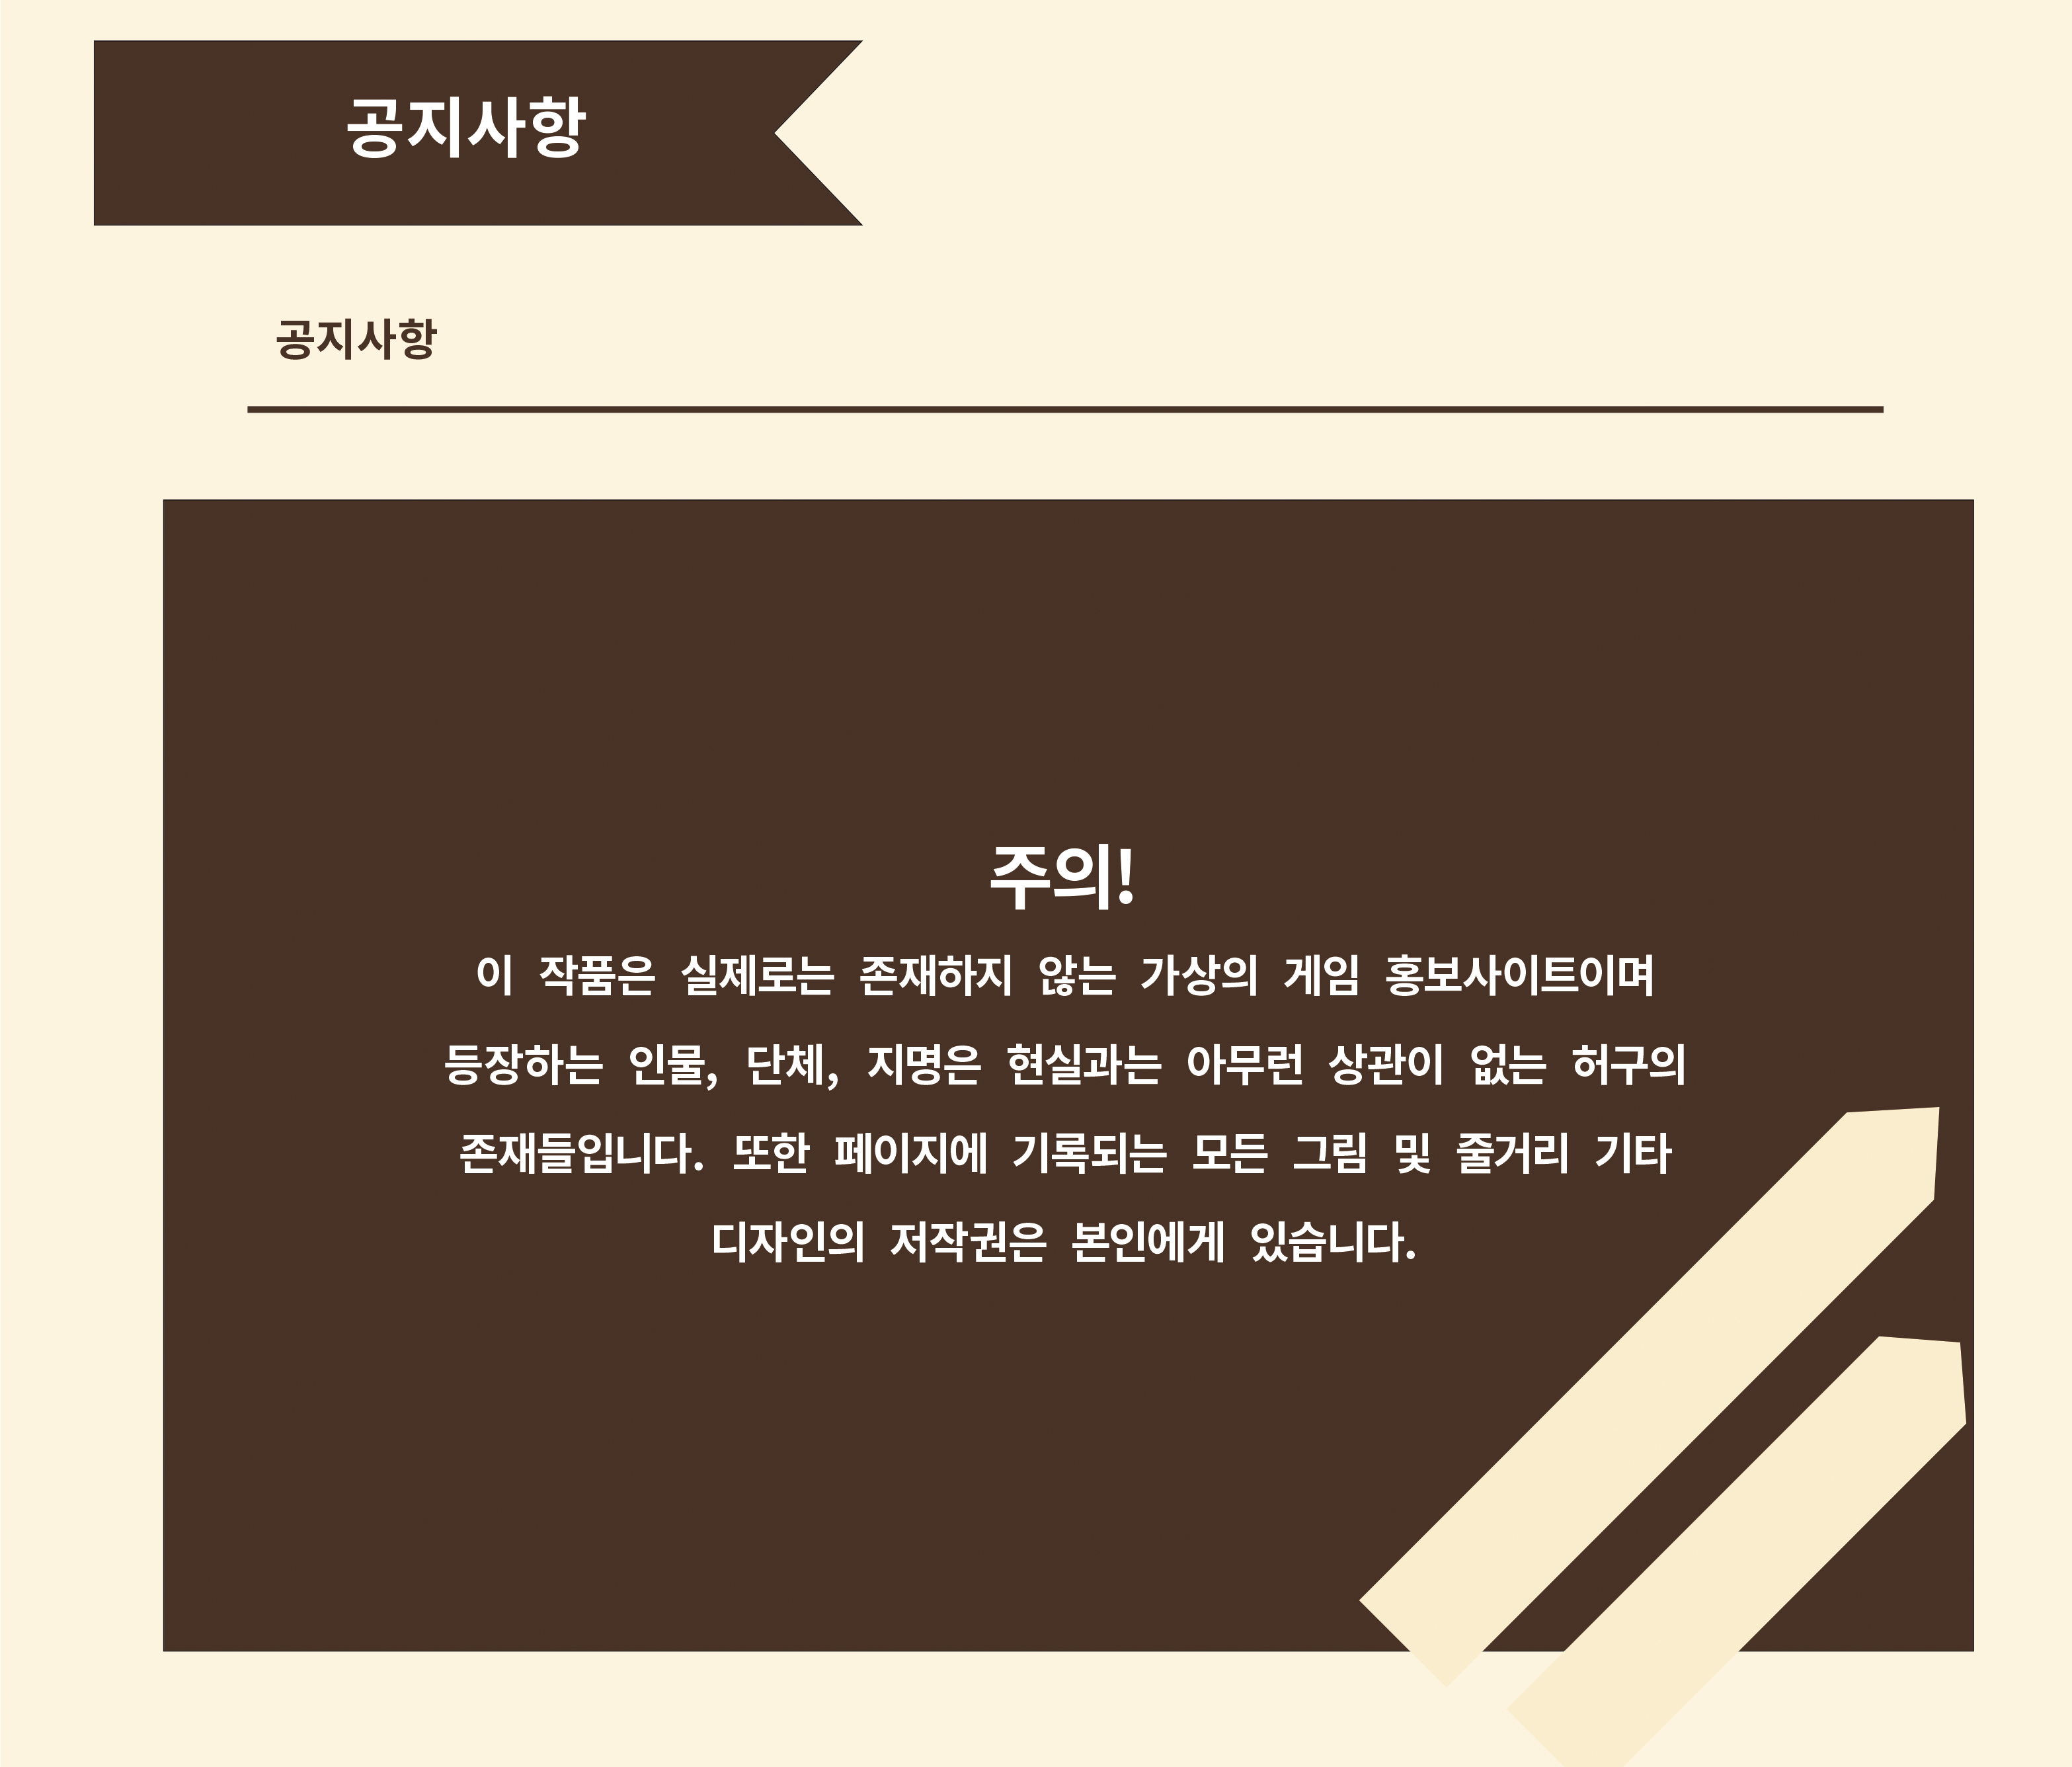 공지사항
공지사항
주의!
이 작품은 실제로는 존재하지 않는 가상의 게임 홍보사이트이며
등장하는 인물, 단체, 지명은 현실과는 아무런 상관이 없는 허구의
존재들입니다. 또한 페이지에 기록되는 모든 그림 및 줄거리 기타
디자인의 저작권은 본인에게 있습니다.